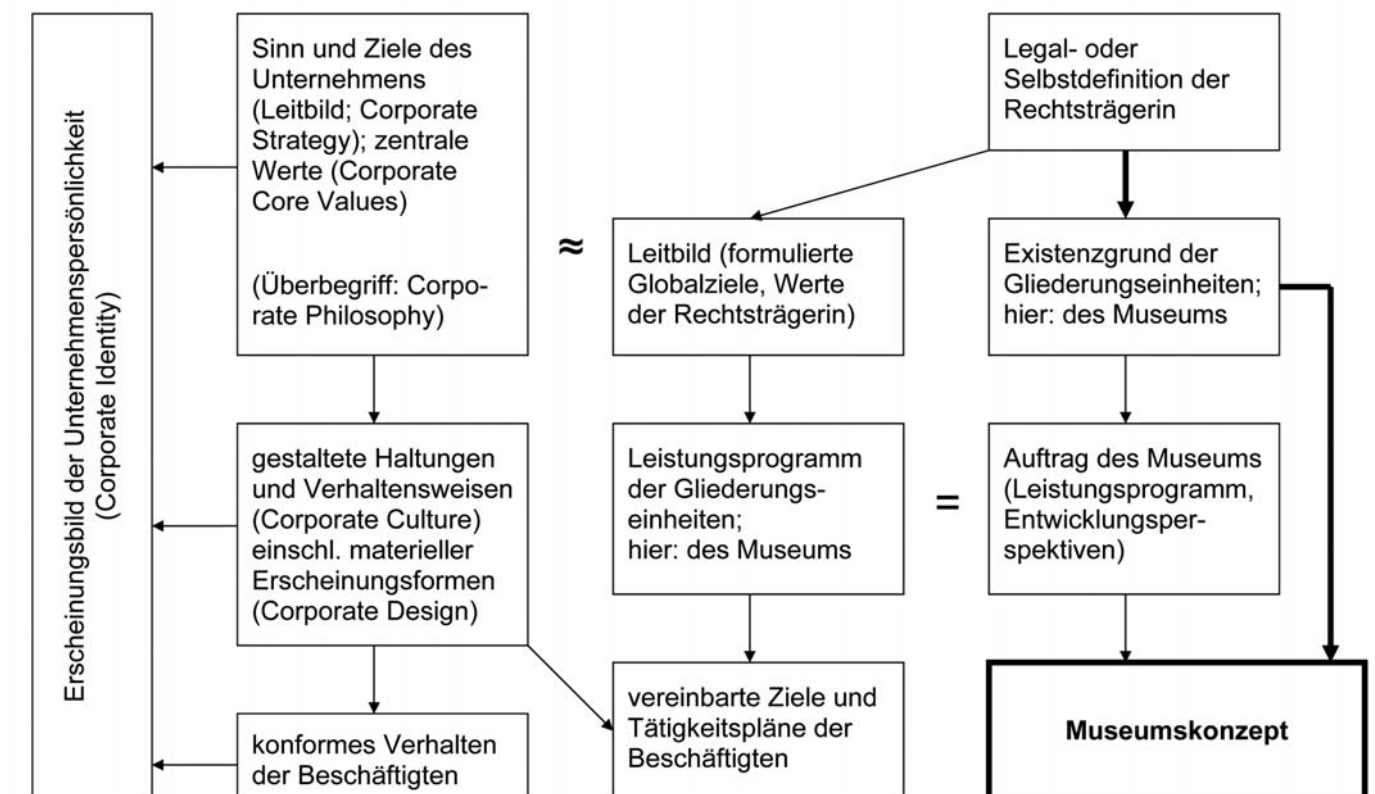 Erscheinungsbild der Unternehmenspersönlichkeit
(Corporate Identity)
Sinn und Ziele des
Unternehmens
(Leitbild; Corporate
Strategy); zentrale
Werte (Corporate
Core Values)
(Überbegriff: Corpo-
rate Philosophy)
gestaltete Haltungen
und Verhaltensweisen
(Corporate Culture)
einschl. materieller
Erscheinungsformen
(Corporate Design)
konformes Verhalten
der Beschäftigten
≈
Leitbild (formulierte
Globalziele, Werte
der Rechtsträgerin)
Leistungsprogramm
der Gliederungs-
einheiten;
hier: des Museums
vereinbarte Ziele und
Tätigkeitspläne der
Beschäftigten
=
Legal- oder
Selbstdefinition der
Rechtsträgerin
Existenzgrund der
Gliederungseinheiten;
hier: des Museums
Auftrag des Museums
(Leistungsprogramm,
Entwicklungsper-
spektiven)
Museumskonzept